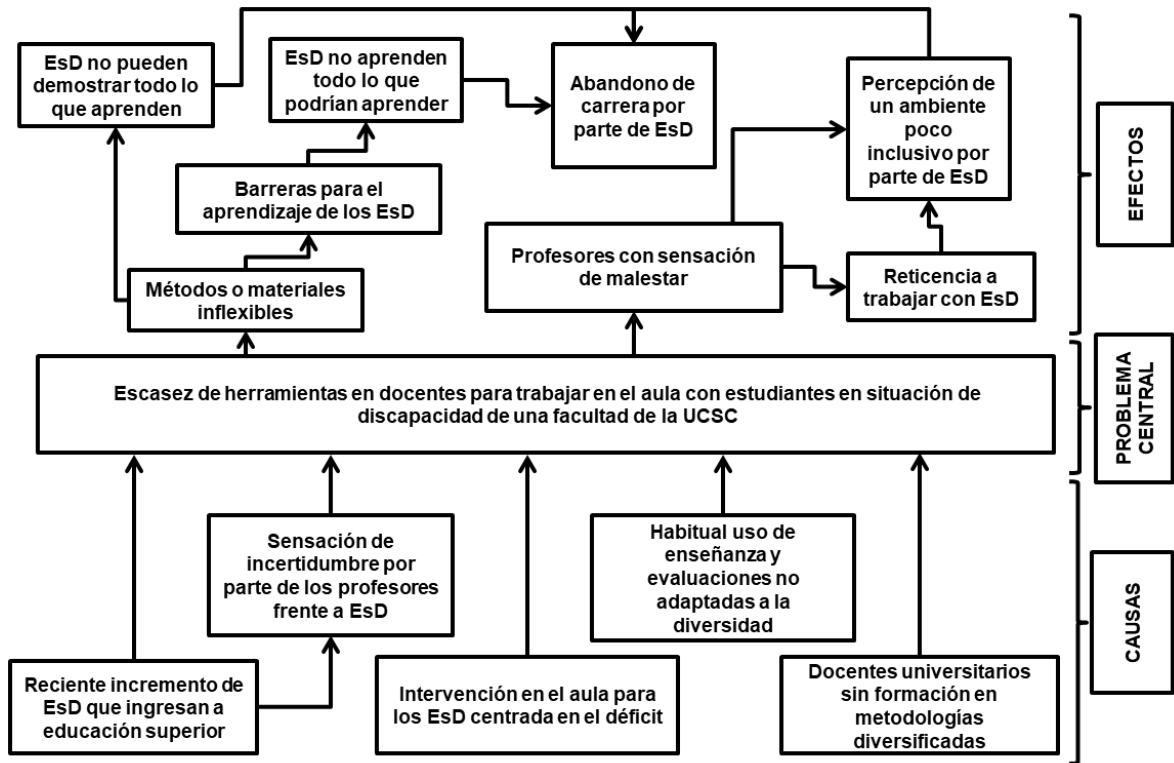 EsD no pueden
demostrar todo lo
que aprenden
EsD no aprenden
todo lo que
podrían aprender
Abandono de
carrera por
parte de EsD
Percepción de
un ambiente
poco
inclusivo por
parte de EsD
Barreras para el
aprendizaje de los EsD
Métodos o materiales
inflexibles
Profesores con sensación
de malestar
Reticencia a
trabajar con EsD
EFECTOS
Escasez de herramientas en docentes para trabajar en el aula con estudiantes en situación de
discapacidad de una facultad de la UCSC
PROBLEMA
CENTRAL
Sensación de
incertidumbre por
parte de los profesores
frente a EsD
Habitual uso de
enseñanza y
evaluaciones no
adaptadas a la
diversidad
Reciente incremento de
EsD que ingresan a
educación superior
Intervención en el aula para
los EsD centrada en el déficit
Docentes universitarios
sin formación en
metodologías
diversificadas
CAUSAS